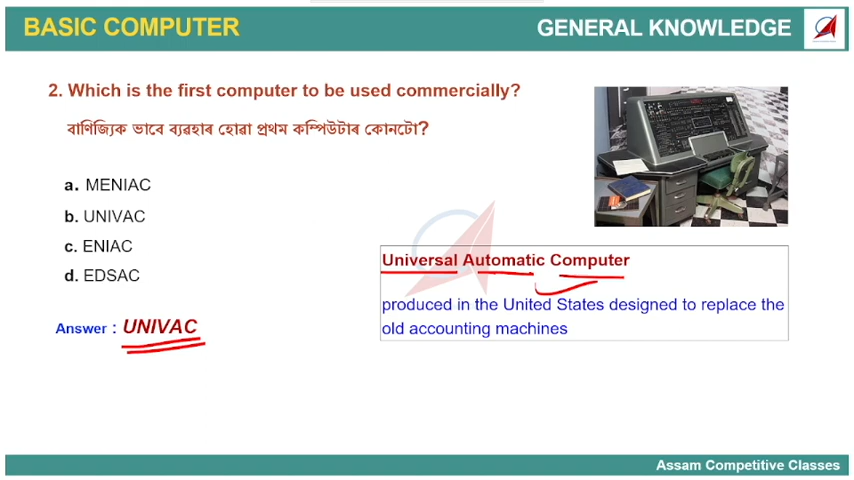 BASIC COMPUTER
GENERAL KNOWLEDGE
2. Which is the first computer to be used commercially?
বাণিজ্যিক ভাবে ব্যৱহাৰ হোৱা প্ৰথম কম্পিউটাৰ কোনটো?
a. MENIAC
b. UNIVAC
c. ENIAC
d. EDSAC
Answer : UNIVAC
Universal Automatic Computer
produced in the United States designed to replace the
old accounting machines
Assam Competitive Classes